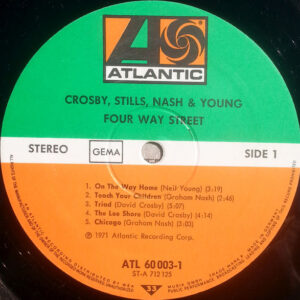 ATLANTIC
CROSBY, STILLS, NASH & YOUNG
FOUR WAY STREET
STEREO
GEMA
SIDE 1
1. On The Way Home (Neil Young) (3:19)
2. Teach Your Children (Graham Nash) (2:46)
3. Triad (David Crosby) (5:07)
4. The Lee Shore (David Crosby) (4:14)
5. Chicago (Graham Nash) (3:03)
℗ 1971 Atlantic Recording Corp.
ATL 60 003-1
ST-A 712 125
33